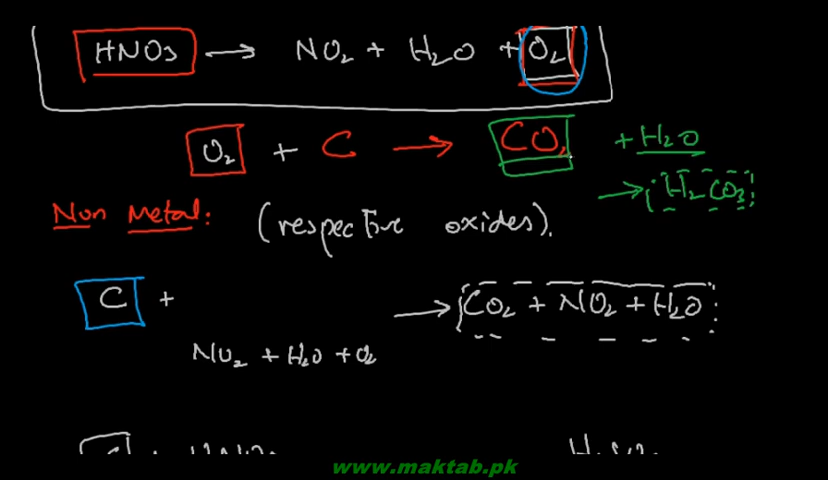 HNO3 → NO2 + H2O + O2
O2 + C → CO2 + H2O
→ H2CO3
Non Metal: (respective oxides).
C + → CO2 + NO2 + H2O
NO2 + H2O + O2
www.maktab.pk